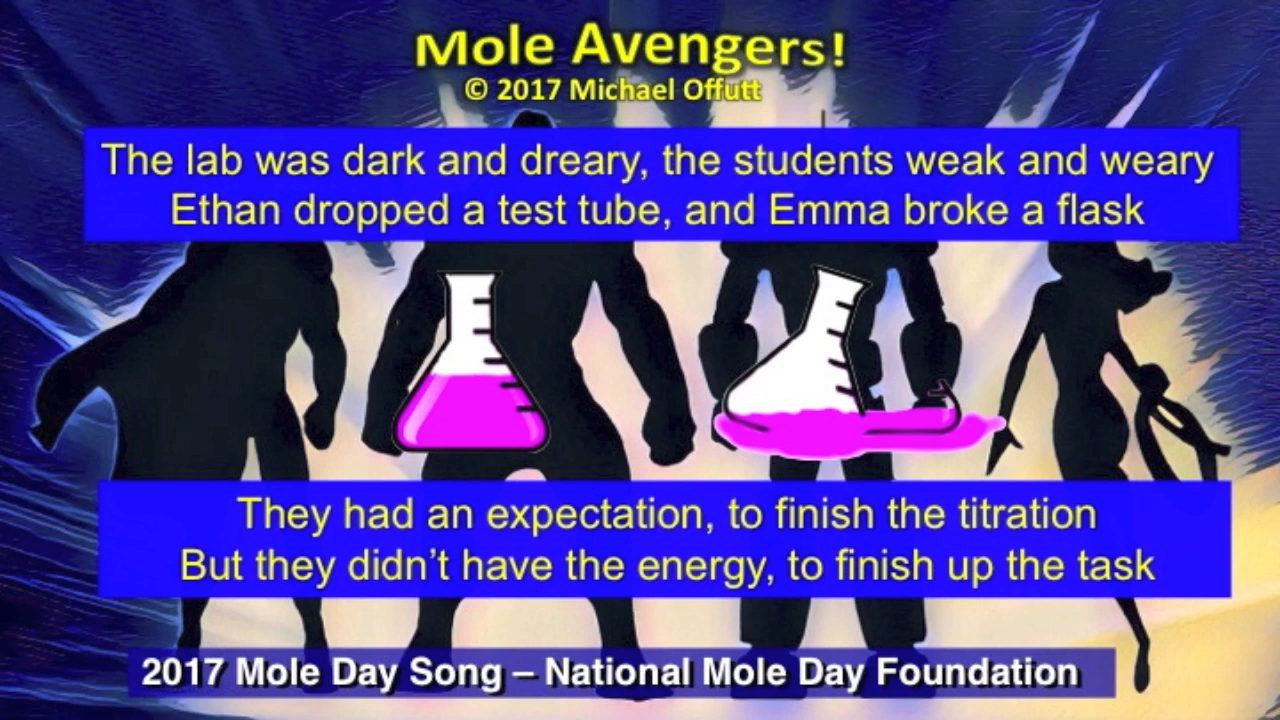 Mole Avengers!
© 2017 Michael Offutt
The lab was dark and dreary, the students weak and weary
Ethan dropped a test tube, and Emma broke a flask
They had an expectation, to finish the titration
But they didn’t have the energy, to finish up the task
2017 Mole Day Song – National Mole Day Foundation